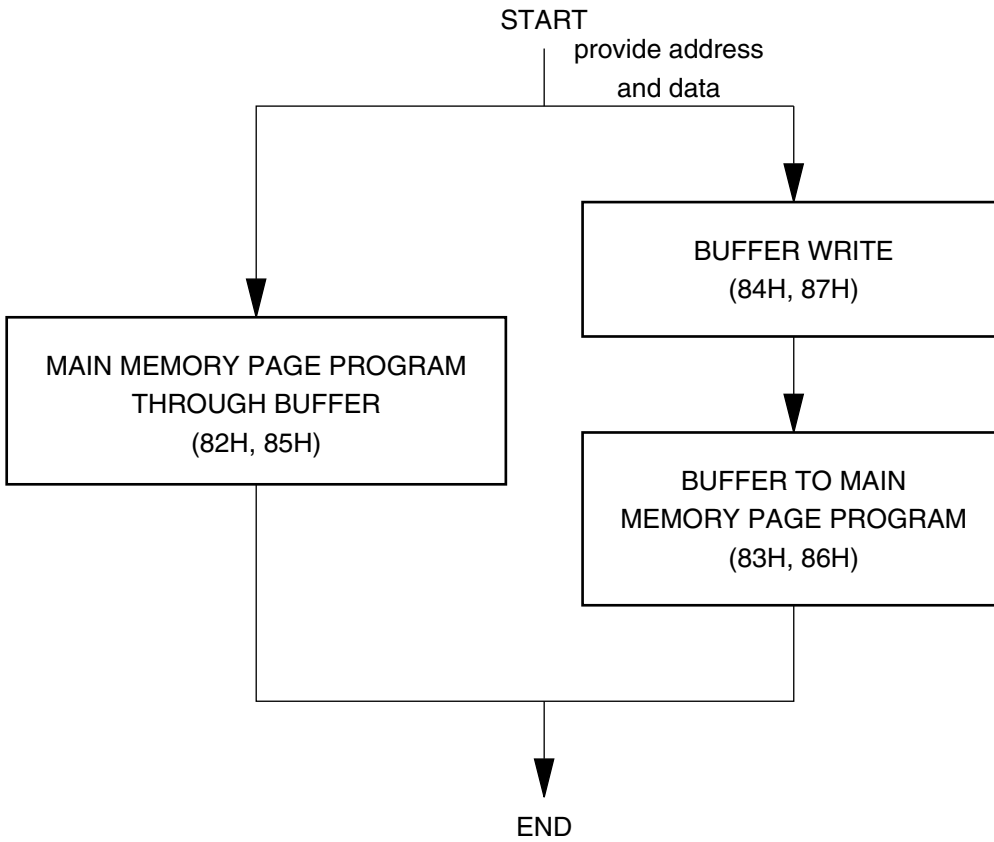 START
provide address
and data
BUFFER WRITE
(84H, 87H)
MAIN MEMORY PAGE PROGRAM
THROUGH BUFFER
(82H, 85H)
BUFFER TO MAIN
MEMORY PAGE PROGRAM
(83H, 86H)
END